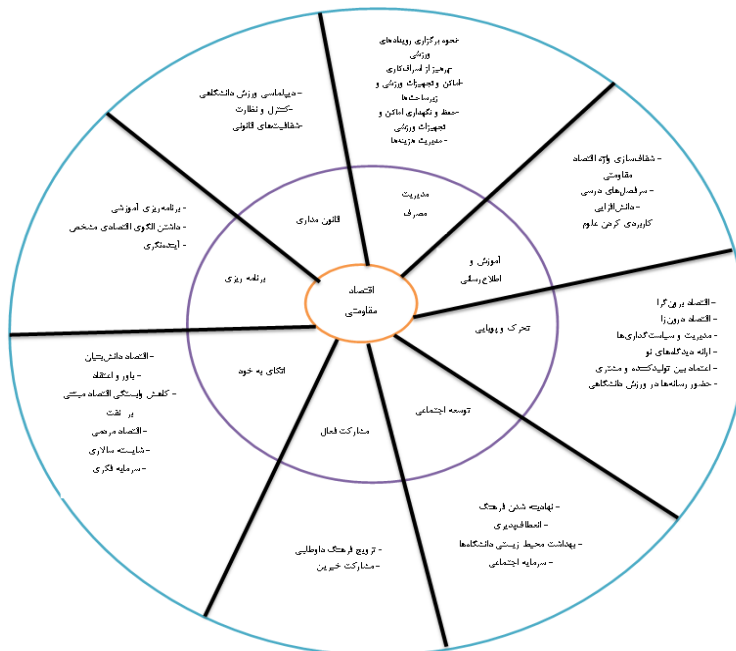 اقتصاد
مقاومتی
مدیریت
مصرف
-نحوه برگزاری رویدادهای
ورزشی
-پرهیز از اسراف‌کاری
اماکن و تجهیزات ورزشی و
زیرساخت‌ها
-حفظ و نگهداری اماکن و
تجهیزات ورزشی
-مدیریت هزینه‌ها
آموزش و
اطلاع‌رسانی
- شفاف‌سازی واژه اقتصاد
مقاومتی
- سرفصل‌های درسی
- دانش‌افزایی
کاربردی کردن علوم
تحرک و پویایی
- اقتصاد برون‌گرا
- اقتصاد درون‌زا
- مدیریت و سیاست‌گذاری‌ها
- ارائه دیدگاه‌های نو
- اعتماد بین تولیدکننده و مشتری
- حضور رسانه‌ها در ورزش دانشگاهی
توسعه اجتماعی
- نهادینه شدن فرهنگ
- انعطاف‌پذیری
- بهداشت محیط زیستی دانشگاه‌ها
- سرمایه اجتماعی
مشارکت فعال
- ترویج فرهنگ داوطلبی
- مشارکت خیرین
اتکای به خود
-اقتصاد دانش‌بنیان
- باور و اعتقاد
- کاهش وابستگی اقتصاد مبتنی
بر نفت
-اقتصاد مردمی
- شایسته سالاری
- سرمایه فکری
برنامه ریزی
- برنامه‌ریزی آموزشی
- داشتن الگوی اقتصادی مشخص
- آینده‌نگری
قانون مداری
- دیپلماسی ورزش دانشگاهی
-کنترل و نظارت
-شفافیت‌های قانونی